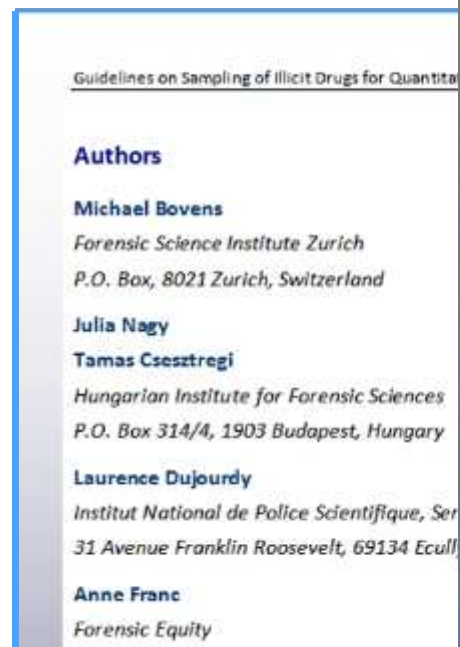 Guidelines on Sampling of Illicit Drugs for Quantita
Authors
Michael Bovens
Forensic Science Institute Zurich
P.O. Box, 8021 Zurich, Switzerland
Julia Nagy
Tamas Csesztregi
Hungarian Institute for Forensic Sciences
P.O. Box 314/4, 1903 Budapest, Hungary
Laurence Dujourdy
Institut National de Police Scientifique, Ser
31 Avenue Franklin Roosevelt, 69134 Ecull
Anne Franc
Forensic Equity